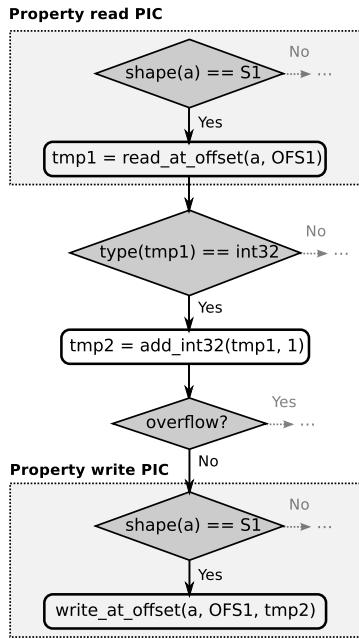 Property read PIC
No
shape(a) == S1
...
Yes
tmp1 = read_at_offset(a, OFS1)
No
type(tmp1) == int32
...
Yes
tmp2 = add_int32(tmp1, 1)
Yes
overflow?
...
No
Property write PIC
No
shape(a) == S1
...
Yes
write_at_offset(a, OFS1, tmp2)